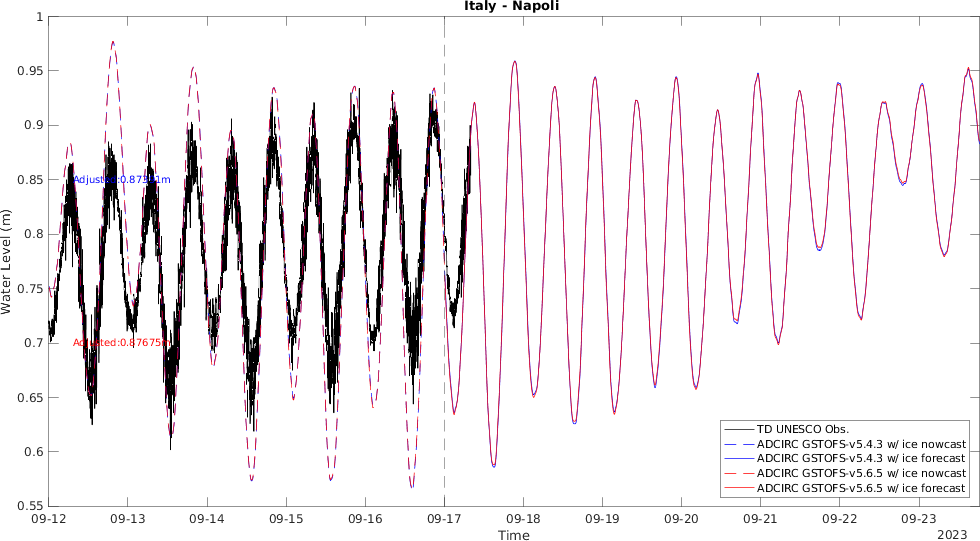 Italy - Napoli
1
0.95
0.9
0.85
0.8
0.75
0.7
0.65
0.6
0.55
Water Level (m)
09-12
09-13
09-14
09-15
09-16
09-17
09-18
09-19
09-20
09-21
09-22
09-23
Time
2023
TD UNESCO Obs.
ADCIRC GSTOFS-v5.4.3 w/ ice nowcast
ADCIRC GSTOFS-v5.4.3 w/ ice forecast
ADCIRC GSTOFS-v5.6.5 w/ ice nowcast
ADCIRC GSTOFS-v5.6.5 w/ ice forecast